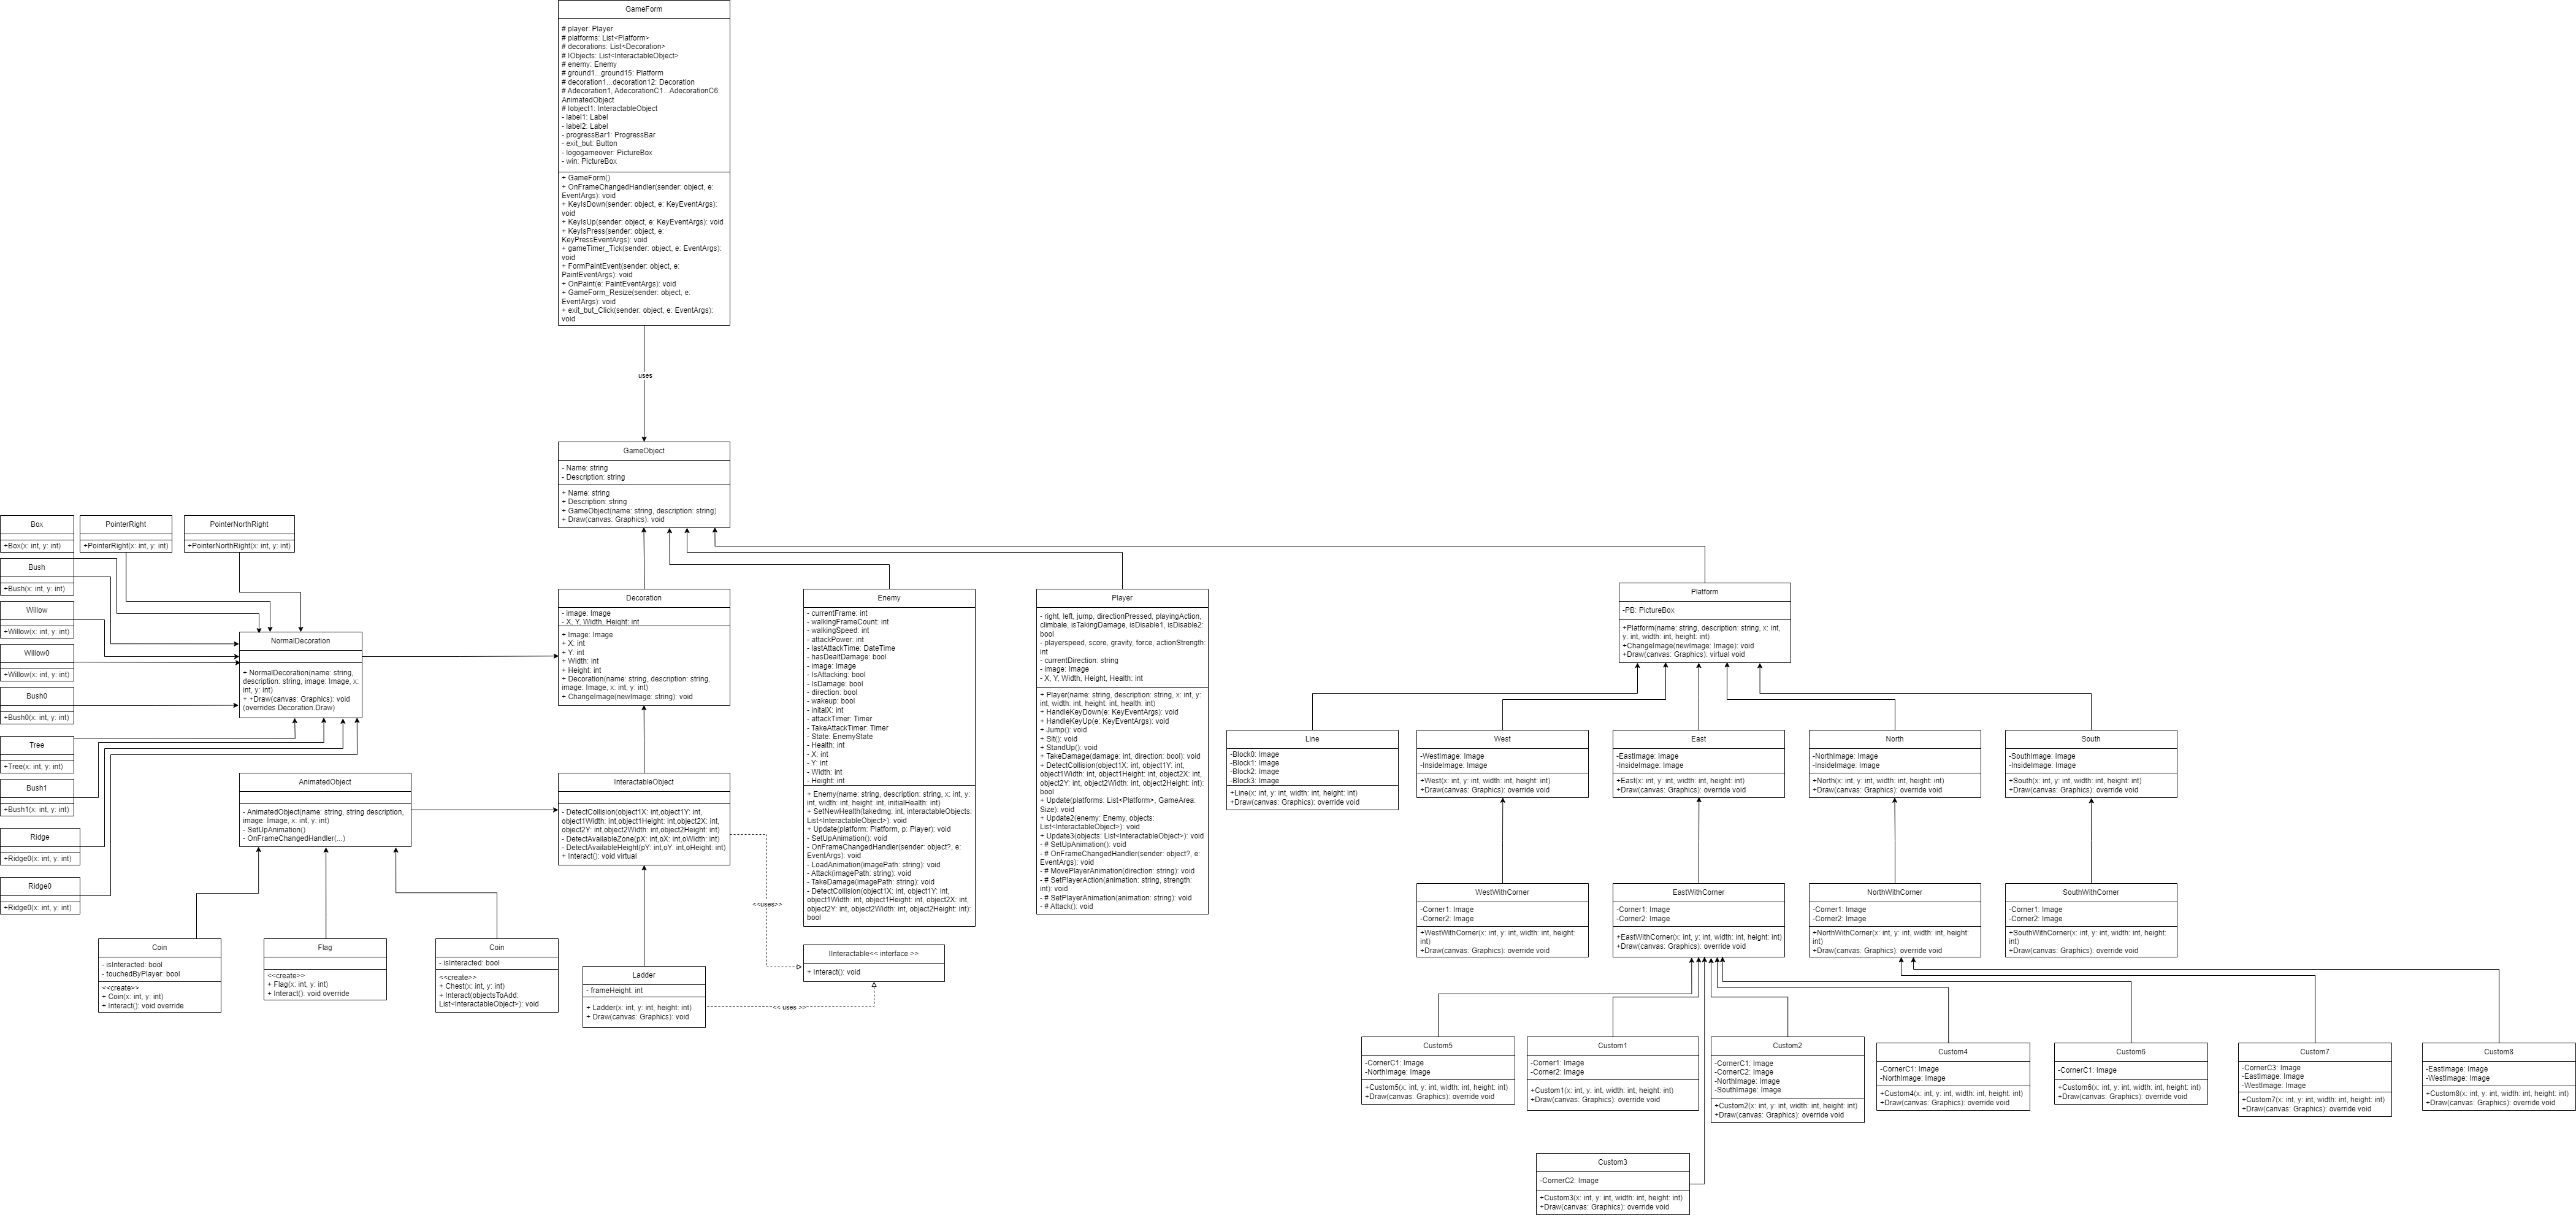 GameForm
# player: Player
# platforms: List<Platform>
# decorations: List<Decoration>
# IObjects: List<InteractableObject>
# enemy: Enemy
# ground1...ground15: Platform
# decoration1...decoration12: Decoration
# Adecoration1, AdecorationC1...AdecorationC6:
AnimatedObject
# Iobject1: InteractableObject
- label1: Label
- label2: Label
- progressBar1: ProgressBar
- exit_but: Button
- logogameover: PictureBox
- win: PictureBox
+ GameForm()
+ OnFrameChangedHandler(sender: object, e:
EventArgs): void
+ KeyIsDown(sender: object, e: KeyEventArgs):
void
+ KeyIsUp(sender: object, e: KeyEventArgs): void
+ KeyIsPress(sender: object, e:
KeyPressEventArgs): void
+ gameTimer_Tick(sender: object, e: EventArgs):
void
+ FormPaintEvent(sender: object, e:
PaintEventArgs): void
+ OnPaint(e: PaintEventArgs): void
+ GameForm_Resize(sender: object, e:
EventArgs): void
+ exit_but_Click(sender: object, e: EventArgs):
void
uses
GameObject
- Name: string
- Description: string
+ Name: string
+ Description: string
+ GameObject(name: string, description: string)
+ Draw(canvas: Graphics): void
Box
+Box(x: int, y: int)
PointerRight
+PointerRight(x: int, y: int)
PointerNorthRight
+PointerNorthRight(x: int, y: int)
Bush
+Bush(x: int, y: int)
Willow
+Willow(x: int, y: int)
Willow0
+Willow(x: int, y: int)
Bush0
+Bush0(x: int, y: int)
Tree
+Tree(x: int, y: int)
Bush1
+Bush1(x: int, y: int)
Ridge
+Ridge0(x: int, y: int)
Ridge0
+Ridge0(x: int, y: int)
NormalDecoration
+ NormalDecoration(name: string,
description: string, image: Image, x:
int, y: int)
+ +Draw(canvas: Graphics): void
(overrides Decoration.Draw)
Decoration
- image: Image
- X, Y, Width, Height: int
+ Image: Image
+ X: int
+ Y: int
+ Width: int
+ Height: int
+ Decoration(name: string, description: string,
image: Image, x: int, y: int)
+ ChangeImage(newImage: string): void
AnimatedObject
- AnimatedObject(name: string, string description,
image: Image, x: int, y: int)
- SetUpAnimation()
- OnFrameChangedHandler(...)
InteractableObject
- DetectCollision(object1X: int,object1Y: int,
object1Width: int,object1Height: int,object2X: int,
object2Y: int,object2Width: int,object2Height: int)
- DetectAvailableZone(pX: int,oX: int,oWidth: int)
- DetectAvailableHeight(pY: int,oY: int,oHeight: int)
+ Interact(): void virtual
Coin
- isInteracted: bool
- touchedByPlayer: bool
<<create>>
+ Coin(x: int, y: int)
+ Interact(): void override
Flag
<<create>>
+ Flag(x: int, y: int)
+ Interact(): void override
Coin
- isInteracted: bool
<<create>>
+ Chest(x: int, y: int)
+ Interact(objectsToAdd:
List<InteractableObject>): void
Ladder
- frameHeight: int
+ Ladder(x: int, y: int, height: int)
+ Draw(canvas: Graphics): void
<<uses>>
<< uses >>
IInteractable<< interface >>
+ Interact(): void
Enemy
- currentFrame: int
- walkingFrameCount: int
- walkingSpeed: int
- attackPower: int
- lastAttackTime: DateTime
- hasDealtDamage: bool
- image: Image
- IsAttacking: bool
- IsDamage: bool
- direction: bool
- wakeup: bool
- initalX: int
- attackTimer: Timer
- TakeAttackTimer: Timer
- State: EnemyState
- Health: int
- X: int
- Y: int
- Width: int
- Height: int
+ Enemy(name: string, description: string, x: int, y:
int, width: int, height: int, initialHealth: int)
+ SetNewHealth(takedmg: int, interactableObjects:
List<InteractableObject>): void
+ Update(platform: Platform, p: Player): void
- SetUpAnimation(): void
- OnFrameChangedHandler(sender: object?, e:
EventArgs): void
- LoadAnimation(imagePath: string): void
- Attack(imagePath: string): void
- TakeDamage(imagePath: string): void
- DetectCollision(object1X: int, object1Y: int,
object1Width: int, object1Height: int, object2X: int,
object2Y: int, object2Width: int, object2Height: int):
bool
Player
- right, left, jump, directionPressed, playingAction,
climbale, isTakingDamage, isDisable1, isDisable2:
bool
- playerspeed, score, gravity, force, actionStrength:
int
- currentDirection: string
- image: Image
- X, Y, Width, Height, Health: int
+ Player(name: string, description: string, x: int, y:
int, width: int, height: int, health: int)
+ HandleKeyDown(e: KeyEventArgs): void
+ HandleKeyUp(e: KeyEventArgs): void
+ Jump(): void
+ Sit(): void
+ StandUp(): void
+ TakeDamage(damage: int, direction: bool): void
+ DetectCollision(object1X: int, object1Y: int,
object1Width: int, object1Height: int, object2X: int,
object2Y: int, object2Width: int, object2Height: int):
bool
+ Update(platforms: List<Platform>, GameArea:
Size): void
+ Update2(enemy: Enemy, objects:
List<InteractableObject>): void
+ Update3(objects: List<InteractableObject>): void
- # SetUpAnimation(): void
- # OnFrameChangedHandler(sender: object?, e:
EventArgs): void
- # MovePlayerAnimation(direction: string): void
- # SetPlayerAction(animation: string, strength:
int): void
- # SetPlayerAnimation(animation: string): void
- # Attack(): void
Platform
-PB: PictureBox
+Platform(name: string, description: string, x: int,
y: int, width: int, height: int)
+ChangeImage(newImage: Image): void
+Draw(canvas: Graphics): virtual void
Line
-Block0: Image
-Block1: Image
-Block2: Image
-Block3: Image
+Line(x: int, y: int, width: int, height: int)
+Draw(canvas: Graphics): override void
West
-WestImage: Image
-InsideImage: Image
+West(x: int, y: int, width: int, height: int)
+Draw(canvas: Graphics): override void
East
-EastImage: Image
-InsideImage: Image
+East(x: int, y: int, width: int, height: int)
+Draw(canvas: Graphics): override void
North
-NorthImage: Image
-InsideImage: Image
+North(x: int, y: int, width: int, height: int)
+Draw(canvas: Graphics): override void
South
-SouthImage: Image
-InsideImage: Image
+South(x: int, y: int, width: int, height: int)
+Draw(canvas: Graphics): override void
WestWithCorner
-Corner1: Image
-Corner2: Image
+WestWithCorner(x: int, y: int, width: int, height:
int)
+Draw(canvas: Graphics): override void
EastWithCorner
-Corner1: Image
-Corner2: Image
+EastWithCorner(x: int, y: int, width: int, height: int)
+Draw(canvas: Graphics): override void
NorthWithCorner
-Corner1: Image
-Corner2: Image
+NorthWithCorner(x: int, y: int, width: int, height:
int)
+Draw(canvas: Graphics): override void
SouthWithCorner
-Corner1: Image
-Corner2: Image
+SouthWithCorner(x: int, y: int, width: int, height:
int)
+Draw(canvas: Graphics): override void
Custom5
-CornerC1: Image
-NorthImage: Image
+Custom5(x: int, y: int, width: int, height: int)
+Draw(canvas: Graphics): override void
Custom1
-Corner1: Image
-Corner2: Image
+Custom1(x: int, y: int, width: int, height: int)
+Draw(canvas: Graphics): override void
Custom2
-CornerC1: Image
-CornerC2: Image
-NorthImage: Image
-SouthImage: Image
+Custom2(x: int, y: int, width: int, height: int)
+Draw(canvas: Graphics): override void
Custom4
-CornerC1: Image
-NorthImage: Image
+Custom4(x: int, y: int, width: int, height: int)
+Draw(canvas: Graphics): override void
Custom6
-CornerC1: Image
+Custom6(x: int, y: int, width: int, height: int)
+Draw(canvas: Graphics): override void
Custom7
-CornerC3: Image
-EastImage: Image
-WestImage: Image
+Custom7(x: int, y: int, width: int, height: int)
+Draw(canvas: Graphics): override void
Custom8
-EastImage: Image
-WestImage: Image
+Custom8(x: int, y: int, width: int, height: int)
+Draw(canvas: Graphics): override void
Custom3
-CornerC2: Image
+Custom3(x: int, y: int, width: int, height: int)
+Draw(canvas: Graphics): override void